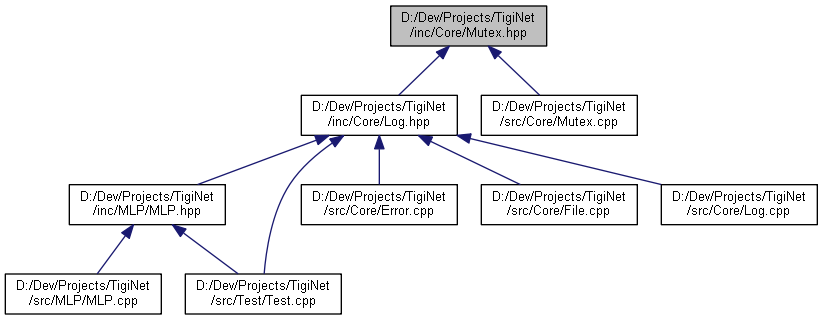 D:/Dev/Projects/TigiNet
/inc/Core/Mutex.hpp
D:/Dev/Projects/TigiNet
/inc/Core/Log.hpp
D:/Dev/Projects/TigiNet
/src/Core/Mutex.cpp
D:/Dev/Projects/TigiNet
/inc/MLP/MLP.hpp
D:/Dev/Projects/TigiNet
/src/Core/Error.cpp
D:/Dev/Projects/TigiNet
/src/Core/File.cpp
D:/Dev/Projects/TigiNet
/src/Core/Log.cpp
D:/Dev/Projects/TigiNet
/src/MLP/MLP.cpp
D:/Dev/Projects/TigiNet
/src/Test/Test.cpp